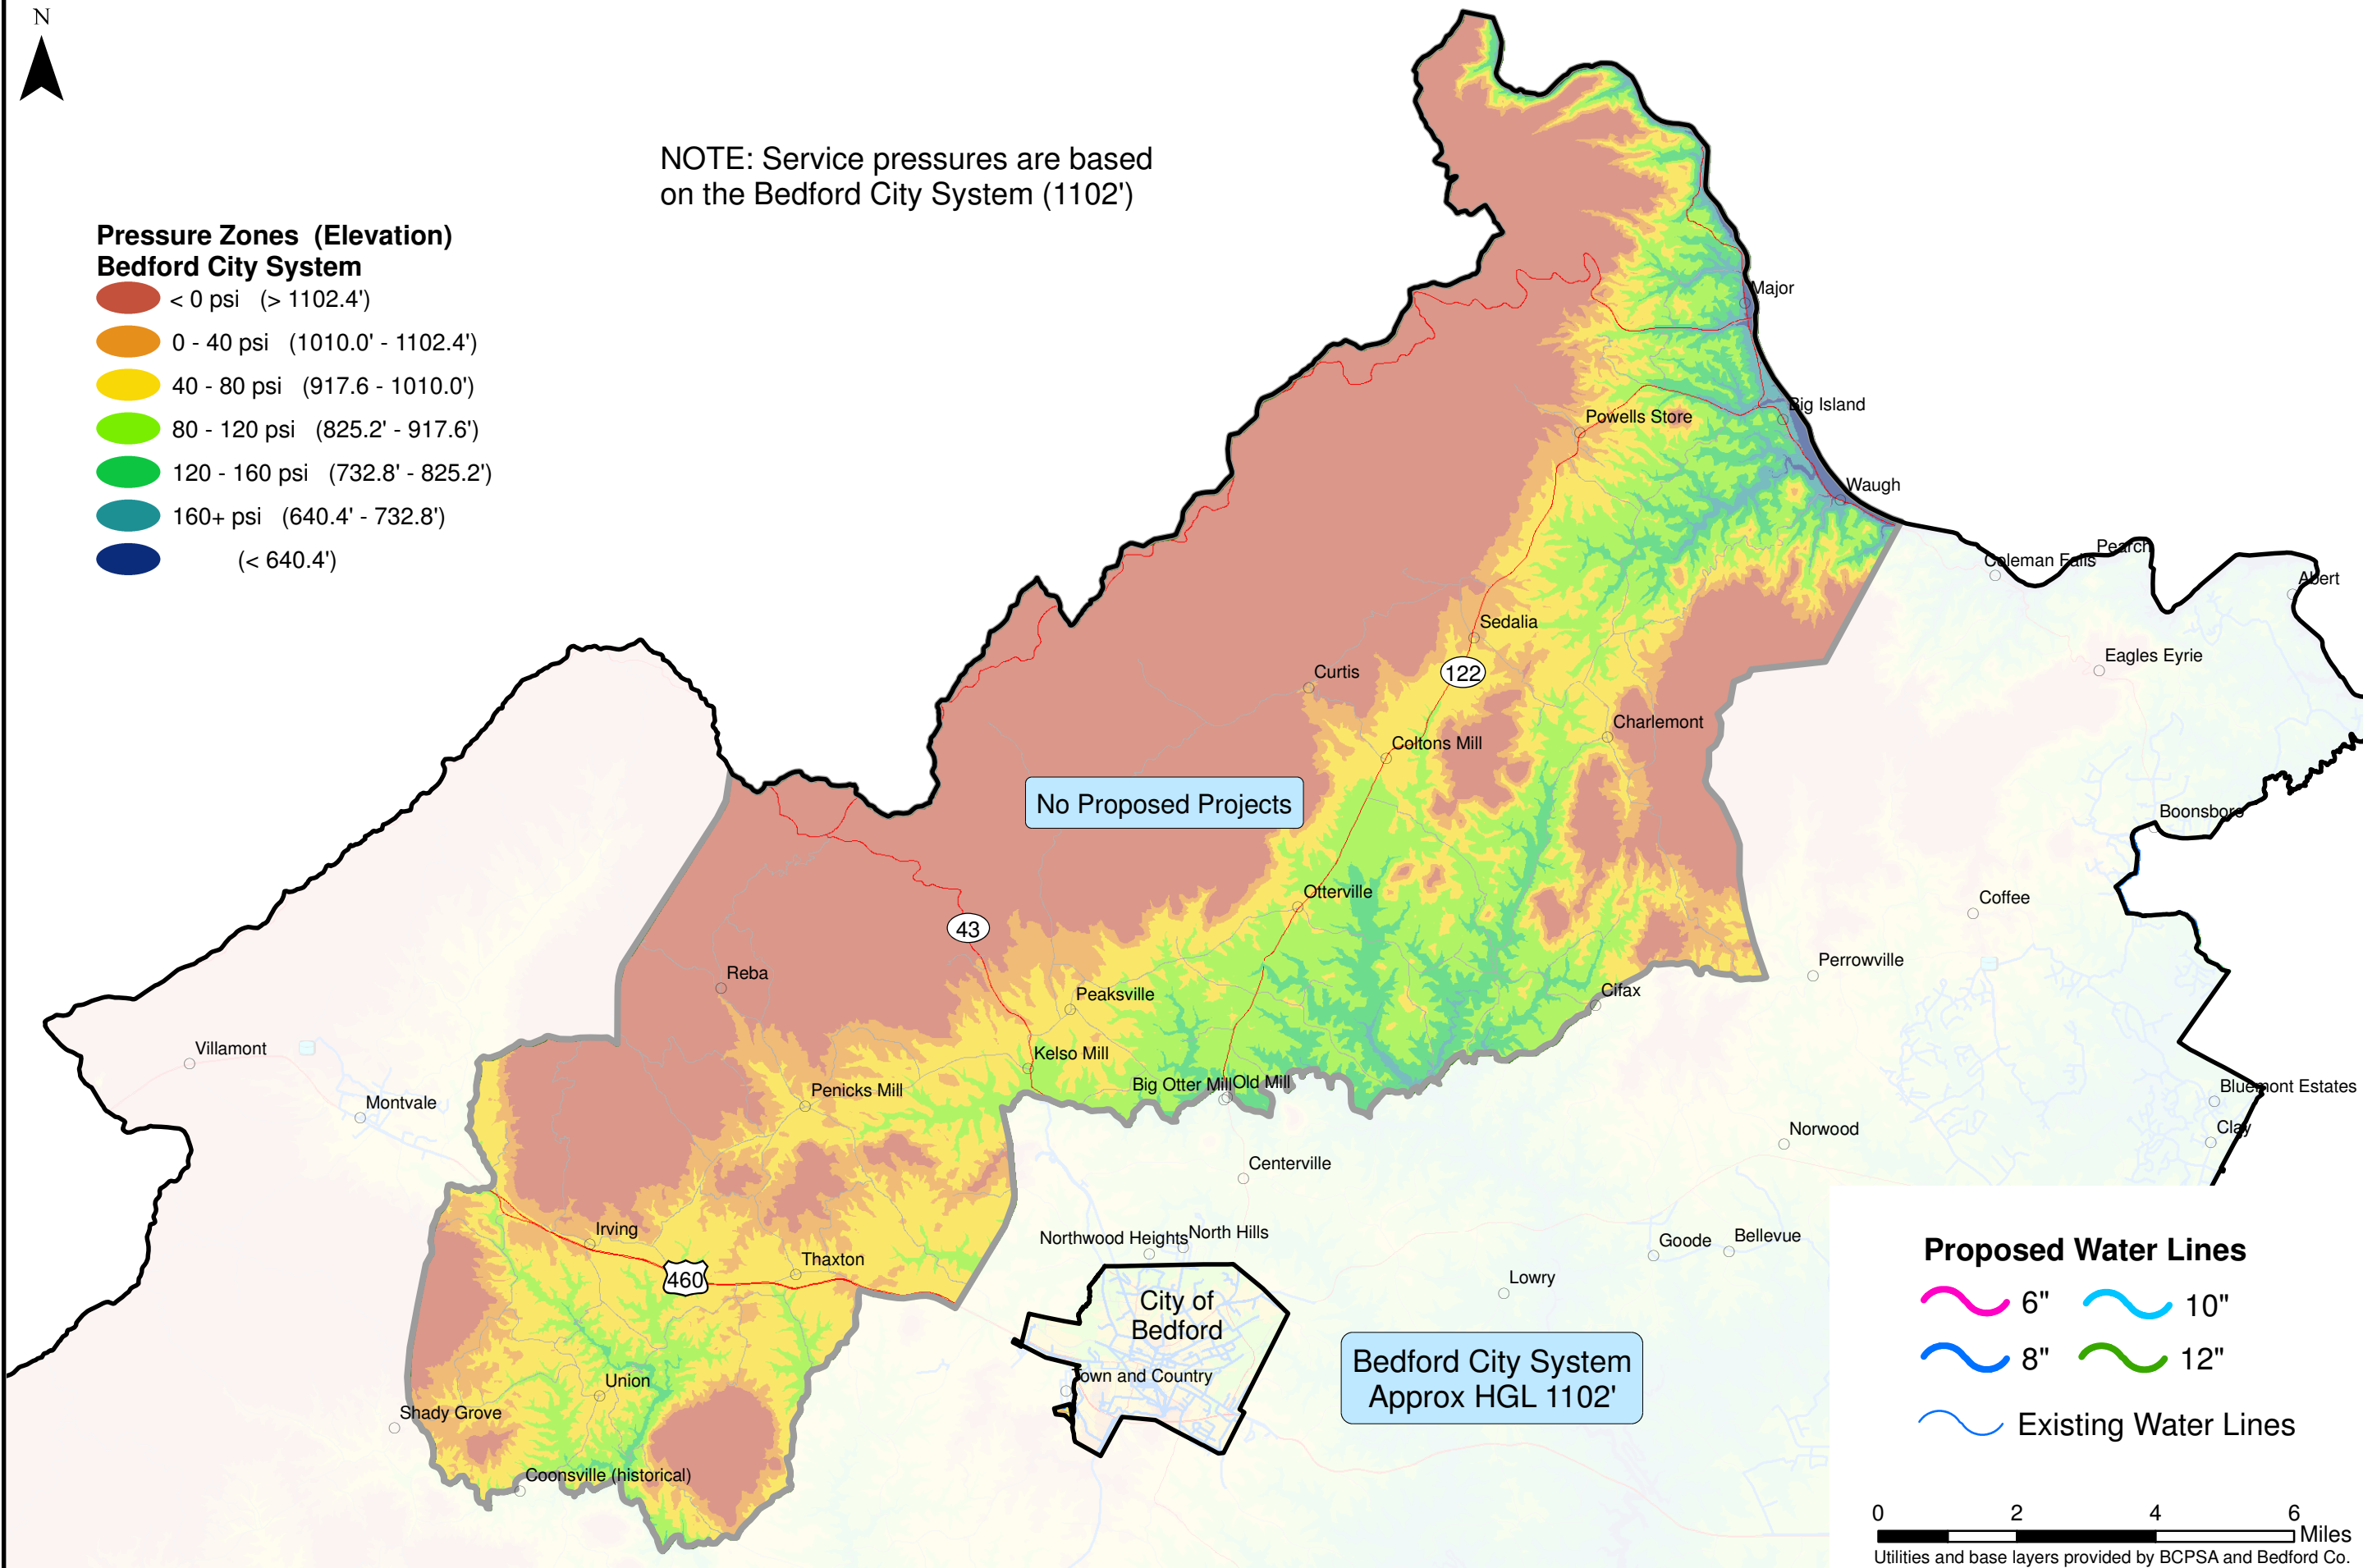 N
NOTE: Service pressures are based
on the Bedford City System (1102')
Pressure Zones (Elevation)
Bedford City System
< 0 psi (> 1102.4')
0 - 40 psi (1010.0' - 1102.4')
40 - 80 psi (917.6 - 1010.0')
80 - 120 psi (825.2' - 917.6')
120 - 160 psi (732.8' - 825.2')
160+ psi (640.4' - 732.8')
(< 640.4')
Major
Big Island
Powells Store
Waugh
Pearch
Coleman Falls
Abert
Sedalia
Eagles Eyrie
Curtis
122
Charlemont
Coltons Mill
No Proposed Projects
Boonsboro
Otterville
Coffee
43
Perrowville
Reba
Cifax
Peaksville
Villamont
Kelso Mill
Big Otter Mill
Old Mill
Penicks Mill
Bluemont Estates
Montvale
Clay
Norwood
Centerville
Irving
Northwood Heights
North Hills
Goode
Bellevue
Thaxton
460
Lowry
City of
Bedford
Bedford City System
Approx HGL 1102'
Town and Country
Union
Shady Grove
Coonsville (historical)
Proposed Water Lines
6" 10"
8" 12"
Existing Water Lines
0 2 4 6
Miles
Utilities and base layers provided by BCPSA and Bedford Co.